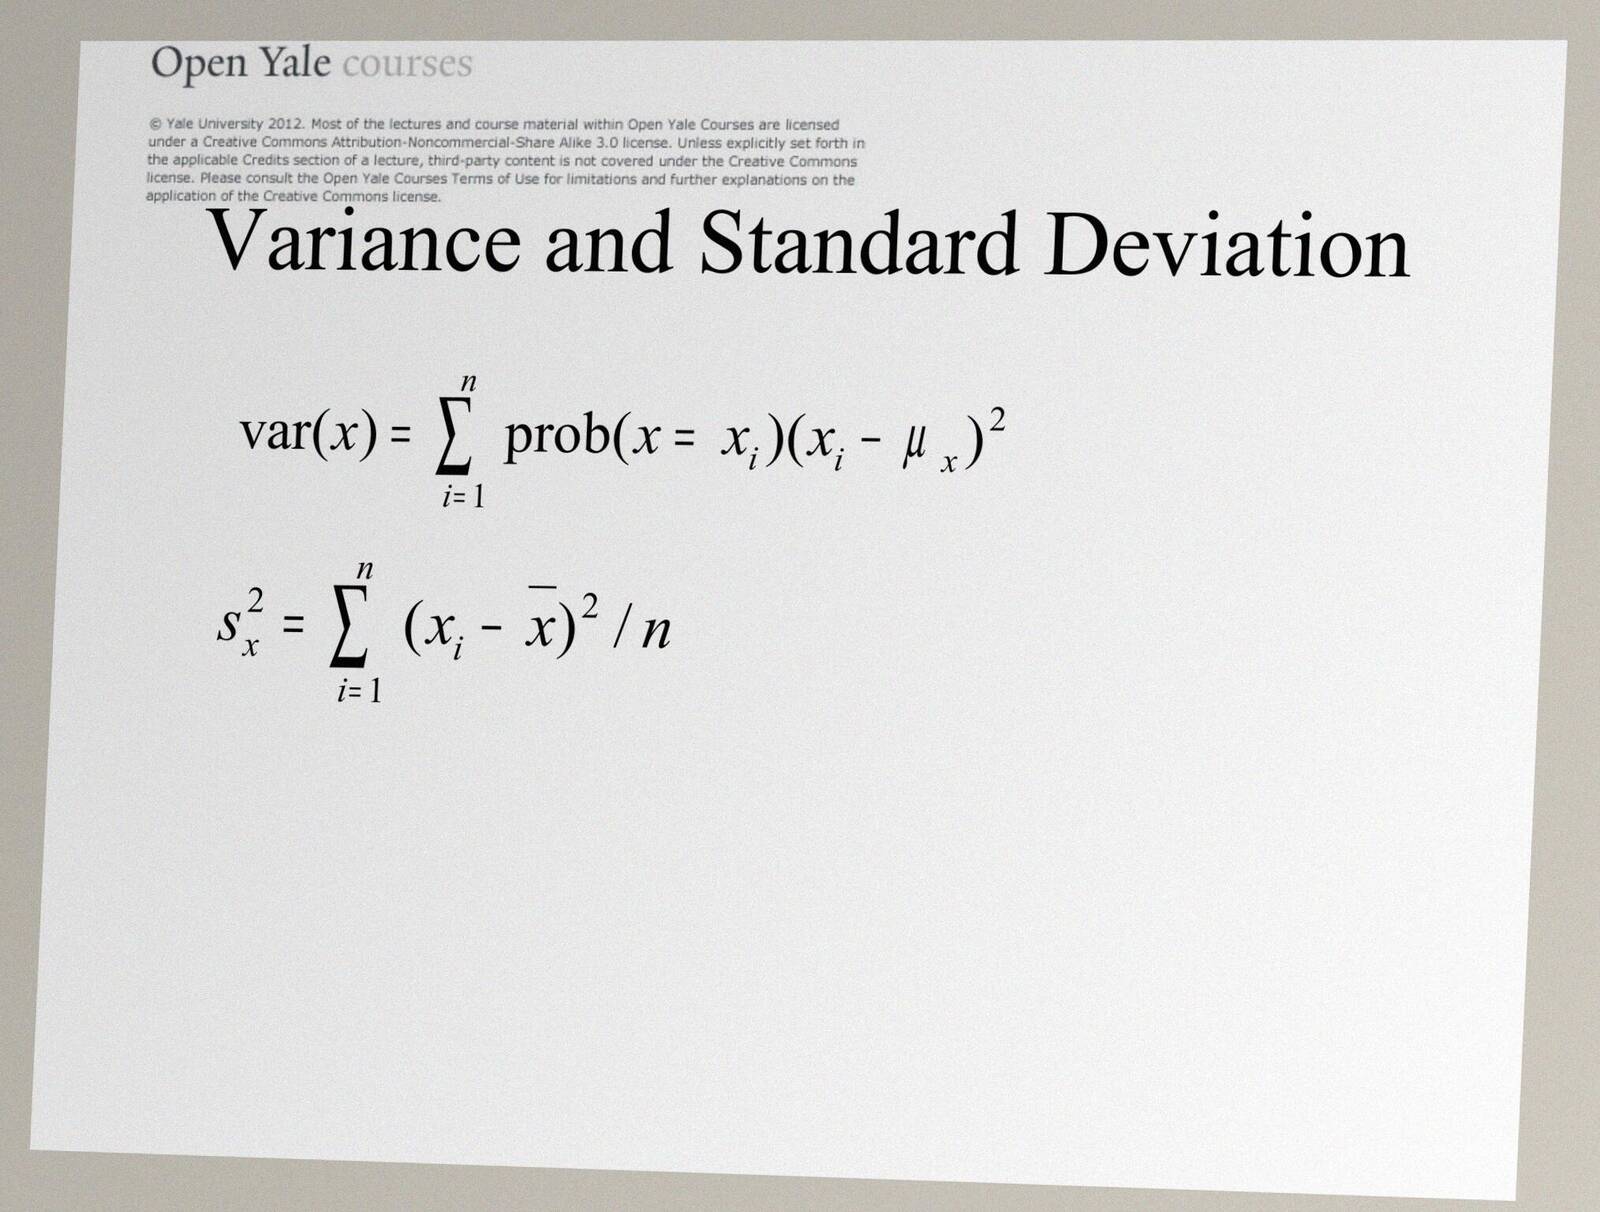 Open Yale courses
© Yale University 2012. Most of the lectures and course material within Open Yale Courses are licensed
under a Creative Commons Attribution-Noncommercial-Share Alike 3.0 license. Unless explicitly set forth in
the applicable Credits section of a lecture, third-party content is not covered under the Creative Commons
license. Please consult the Open Yale Courses Terms of Use for limitations and further explanations on the
application of the Creative Commons license.
Variance and Standard Deviation
var(x) = ∑_{i=1}^{n} prob(x = x_i)(x_i − μ_x)^2
s_x^2 = ∑_{i=1}^{n} (x_i − x̄)^2 / n